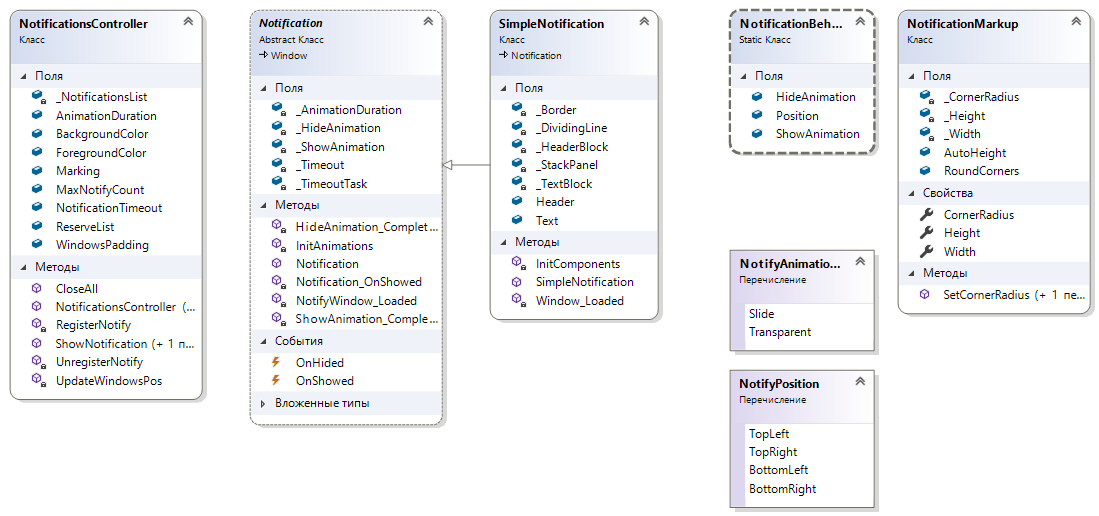 NotificationsController
Класс
Поля
_NotificationsList
AnimationDuration
BackgroundColor
ForegroundColor
Marking
MaxNotifyCount
NotificationTimeout
ReserveList
WindowsPadding
Методы
CloseAll
NotificationsController (...
RegisterNotify
ShowNotification (+ 1 п...
UnregisterNotify
UpdateWindowsPos
Notification
Abstract Класс
Window
Поля
_AnimationDuration
_HideAnimation
_ShowAnimation
_Timeout
_TimeoutTask
Методы
HideAnimation_Complet...
InitAnimations
Notification
Notification_OnShowed
NotifyWindow_Loaded
ShowAnimation_Comple...
События
OnHided
OnShowed
Вложенные типы
SimpleNotification
Класс
Notification
Поля
_Border
_DividingLine
_HeaderBlock
_StackPanel
_TextBlock
Header
Text
Методы
InitComponents
SimpleNotification
Window_Loaded
NotificationBeh...
Static Класс
Поля
HideAnimation
Position
ShowAnimation
NotifyAnimatio...
Перечисление
Slide
Transparent
NotifyPosition
Перечисление
TopLeft
TopRight
BottomLeft
BottomRight
NotificationMarkup
Класс
Поля
_CornerRadius
_Height
_Width
AutoHeight
RoundCorners
Свойства
CornerRadius
Height
Width
Методы
SetCornerRadius (+ 1 пе...